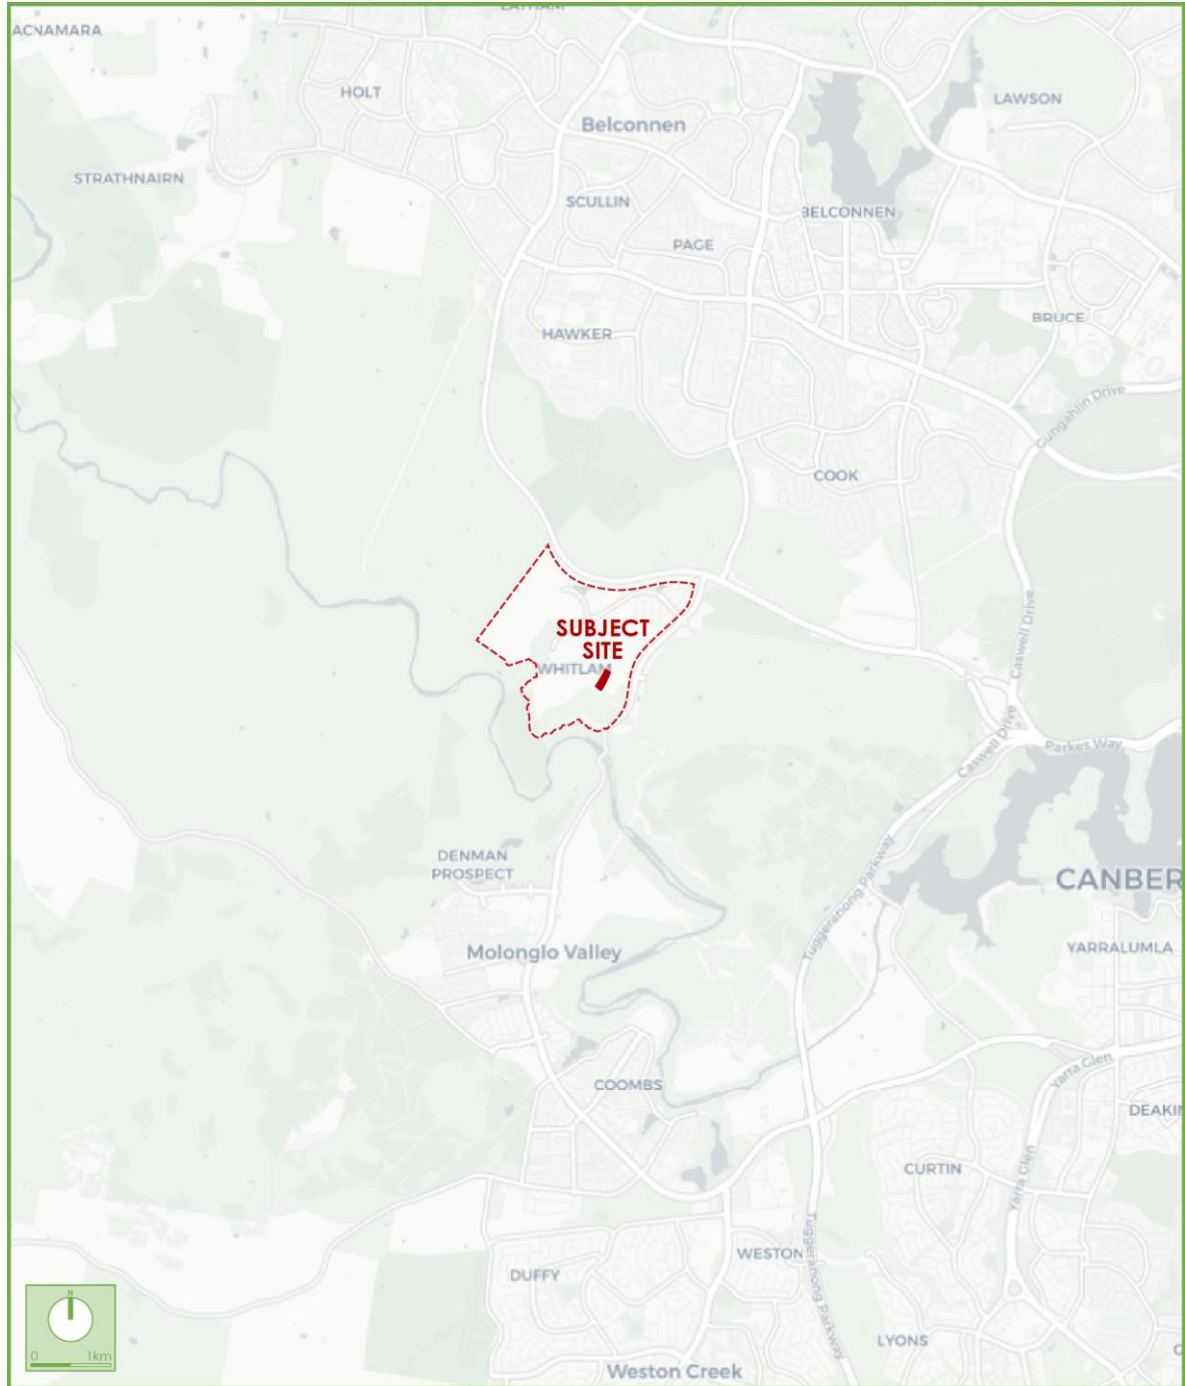 LATHAM
ACNAMARA
HOLT
LAWSON
Belconnen
STRATHNAIRN
SCULLIN
BELCONNEN
PAGE
BRUCE
HAWKER
Gungahlin Drive
COOK
SUBJECT
SITE
WHITLAM
Caswell Drive
Caswell Drive
Parkes Way
DENMAN
PROSPECT
Tuggeranong Parkway
CANBER
YARRALUMLA
Molonglo Valley
Yarra Glen
COOMBS
DEAKIN
CURTIN
Yarra Glen
Tuggeranong Parkway
WESTON
DUFFY
N
0 1km
LYONS
Weston Creek